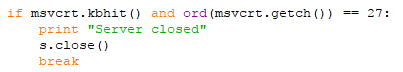 if msvcrt.kbhit() and ord(msvcrt.getch()) == 27:
    print "Server closed"
    s.close()
    break